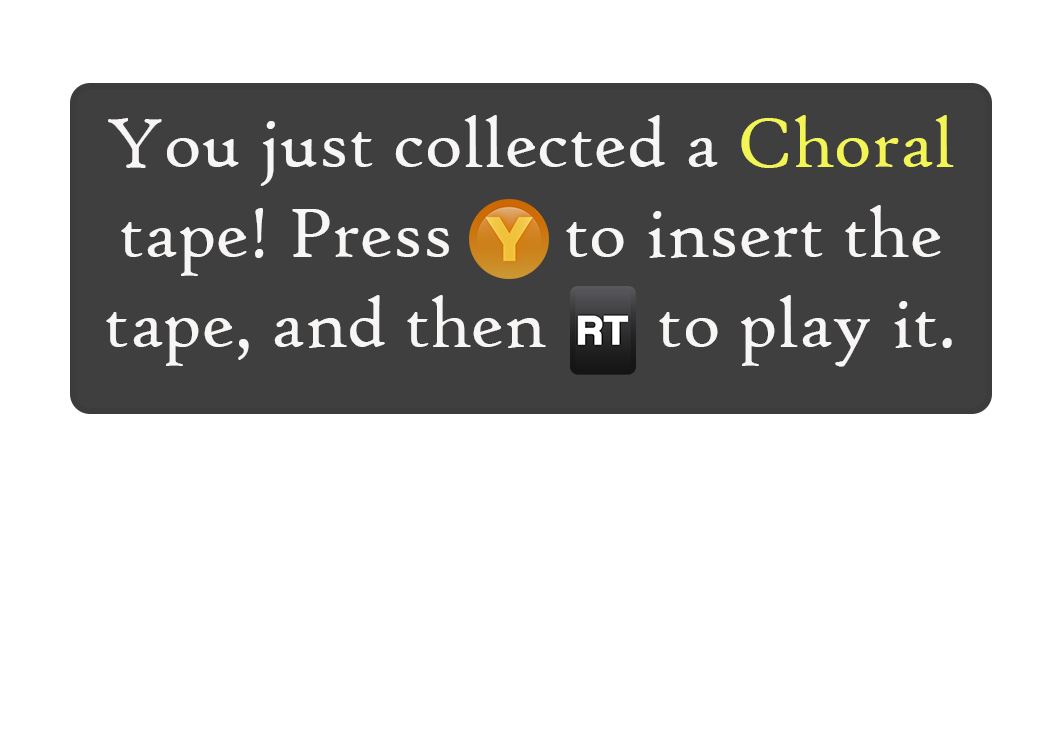 You just collected a Choral
tape! Press Y to insert the
tape, and then RT to play it.